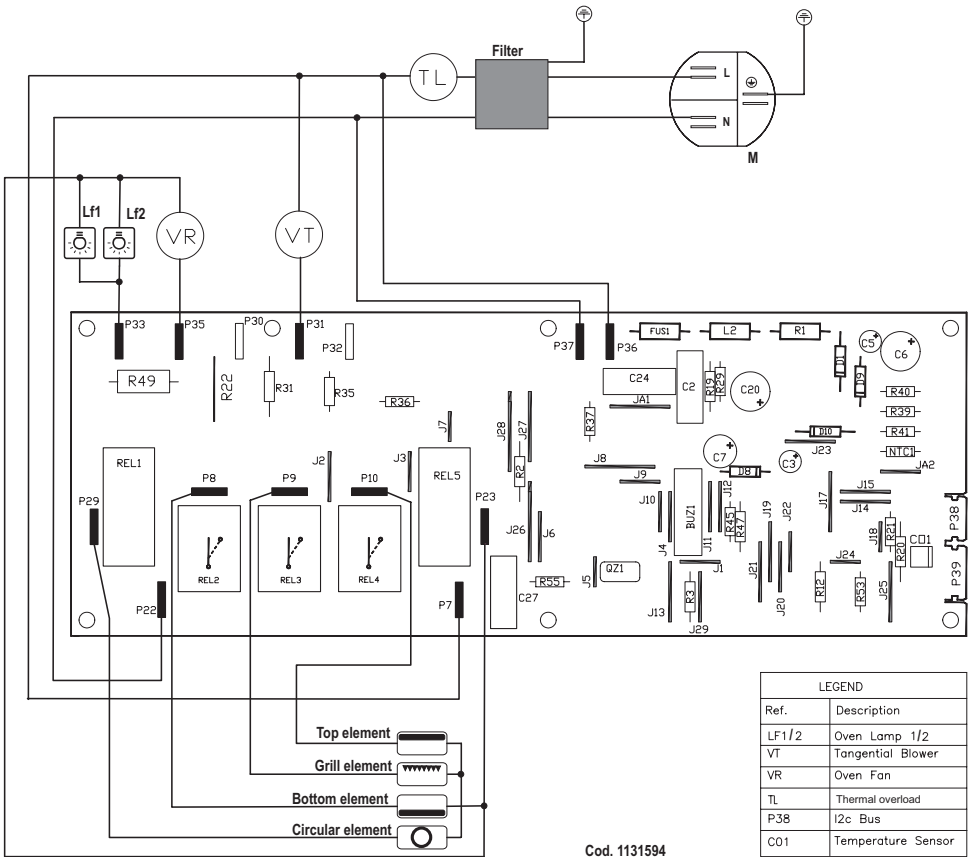 Filter
TL
L
N
M
Lf1
Lf2
VR
VT
P33
P35
P30
P31
P32
P37
P36
FUS1
L2
R1
C5
C6
D1
D9
R49
R22
R31
R35
R36
C24
C2
R19
R29
C20
R40
R39
R41
NTC1
JA1
R37
J28
J27
J7
D10
J23
C7
C3
D8
JA2
REL1
J2
J3
REL5
R2
J8
J9
P29
P8
P9
P10
P23
J10
J4
BUZ1
J11
J12
R45
R47
J19
J22
J17
J15
J14
J18
R21
R20
CO1
P38
P39
REL2
REL3
REL4
J26
J6
J21
J20
J24
J5
QZ1
J1
R55
C27
J13
R3
J29
R12
R53
J25
P22
P7
Top element
Grill element
Bottom element
Circular element
LEGEND
Ref. Description
LF1/2 Oven Lamp 1/2
VT Tangential Blower
VR Oven Fan
TL Thermal overload
P38 I2c Bus
CO1 Temperature Sensor
Cod. 1131594